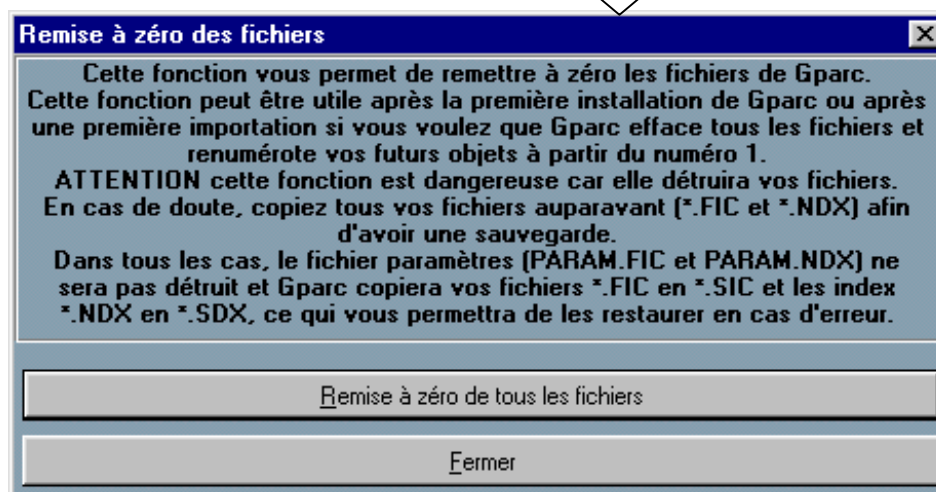 Remise à zéro des fichiers
Cette fonction vous permet de remettre à zéro les fichiers de Gparc.
Cette fonction peut être utile après la première installation de Gparc ou après
une première importation si vous voulez que Gparc efface tous les fichiers et
renumérote vos futurs objets à partir du numéro 1.
ATTENTION cette fonction est dangereuse car elle détruira vos fichiers.
En cas de doute, copiez tous vos fichiers auparavant (*.FIC et *.NDX) afin
d'avoir une sauvegarde.
Dans tous les cas, le fichier paramètres (PARAM.FIC et PARAM.NDX) ne
sera pas détruit et Gparc copiera vos fichiers *.FIC en *.SIC et les index
*.NDX en *.SDX, ce qui vous permettra de les restaurer en cas d'erreur.
Remise à zéro de tous les fichiers
Fermer